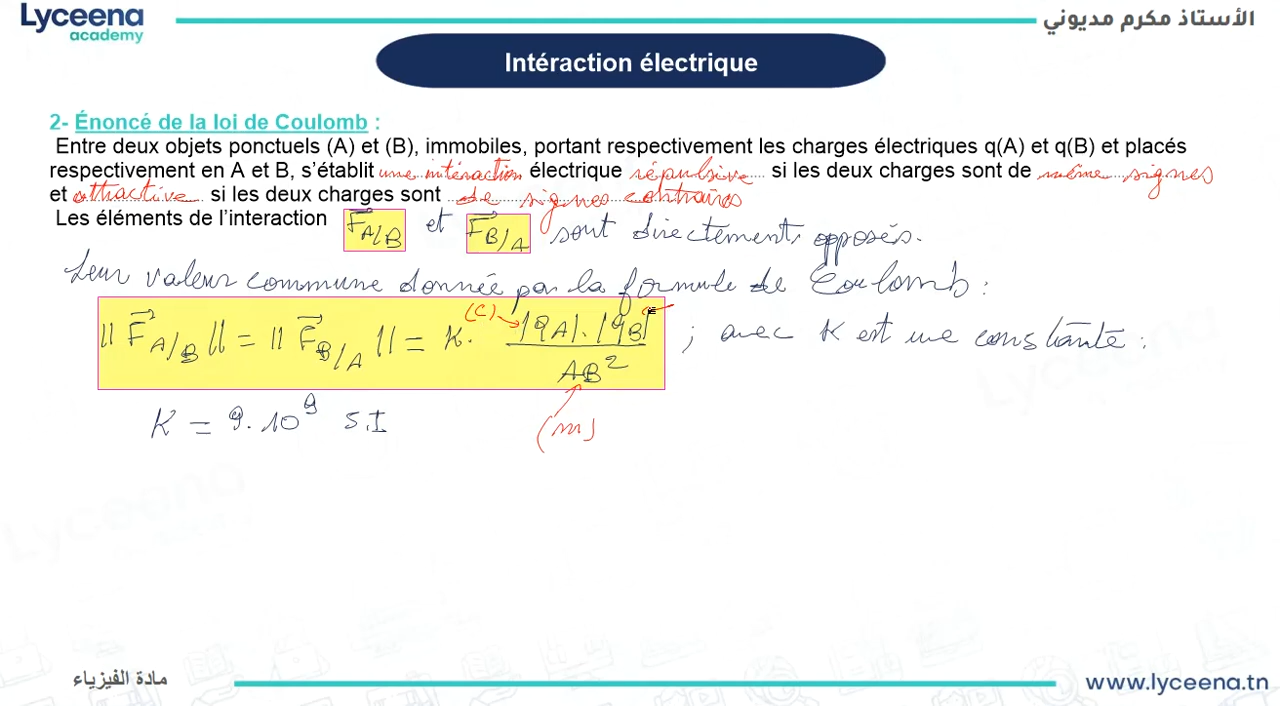 Lyceena
academy
الأستاذ مكرم مديوني
Intéraction électrique
2- Énoncé de la loi de Coulomb :
Entre deux objets ponctuels (A) et (B), immobiles, portant respectivement les charges électriques q(A) et q(B) et placés
respectivement en A et B, s'établit une intéraction électrique répulsive si les deux charges sont de même signes
et attractive si les deux charges sont de signes contraires
Les éléments de l'interaction F⃗A/B et F⃗B/A sont directement opposés.
Leur valeur commune donnée par la formule de Coulomb :
|| F⃗A/B || = || F⃗B/A || = K. |qA|.|qB| / AB² ; avec K est une constante :
(C)
K = 9.10⁹ S.I
(m)
مادة الفيزياء
www.lyceena.tn